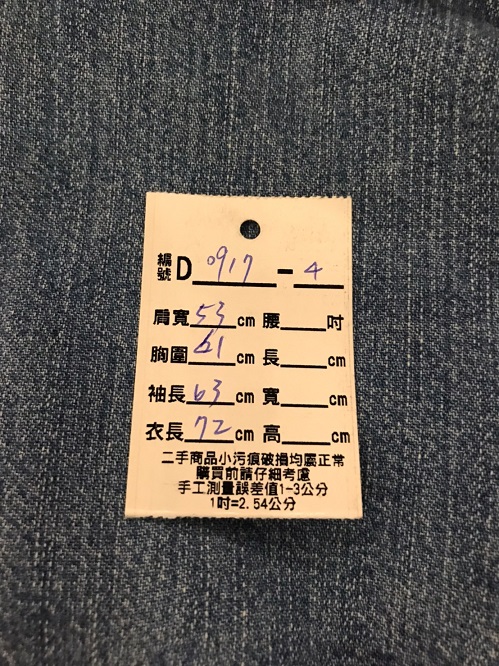 編號D 0917 - 4
肩寬 53 cm 腰 吋
胸圍 61 cm 長 cm
袖長 63 cm 寬 cm
衣長 72 cm 高 cm
二手商品小污痕破損均屬正常
購買前請仔細考慮
手工測量誤差值1-3公分
1吋=2.54公分